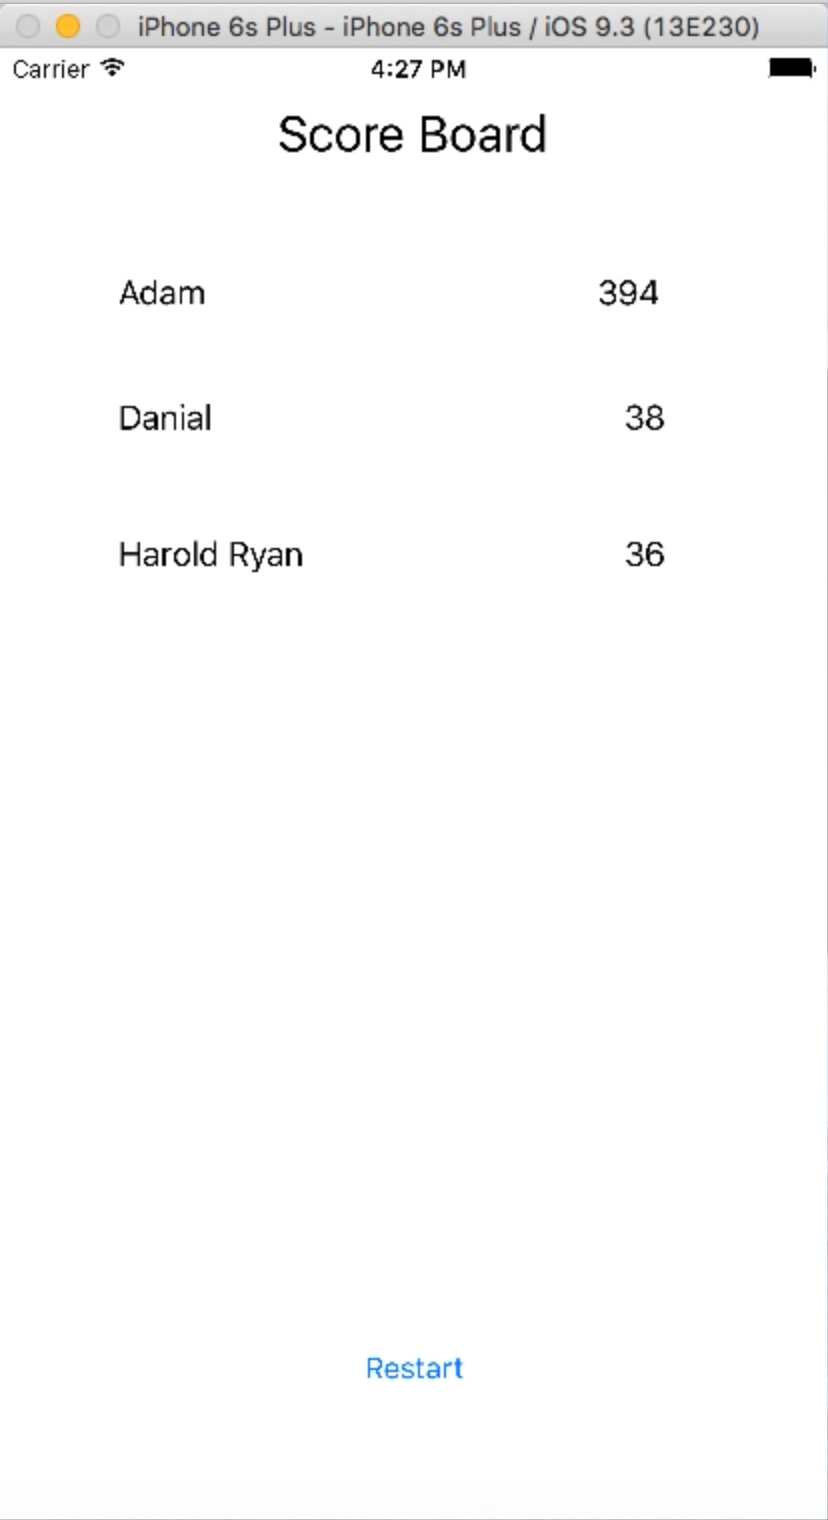 iPhone 6s Plus - iPhone 6s Plus / iOS 9.3 (13E230)
Carrier 4:27 PM
Score Board
Adam 394
Danial 38
Harold Ryan 36
Restart